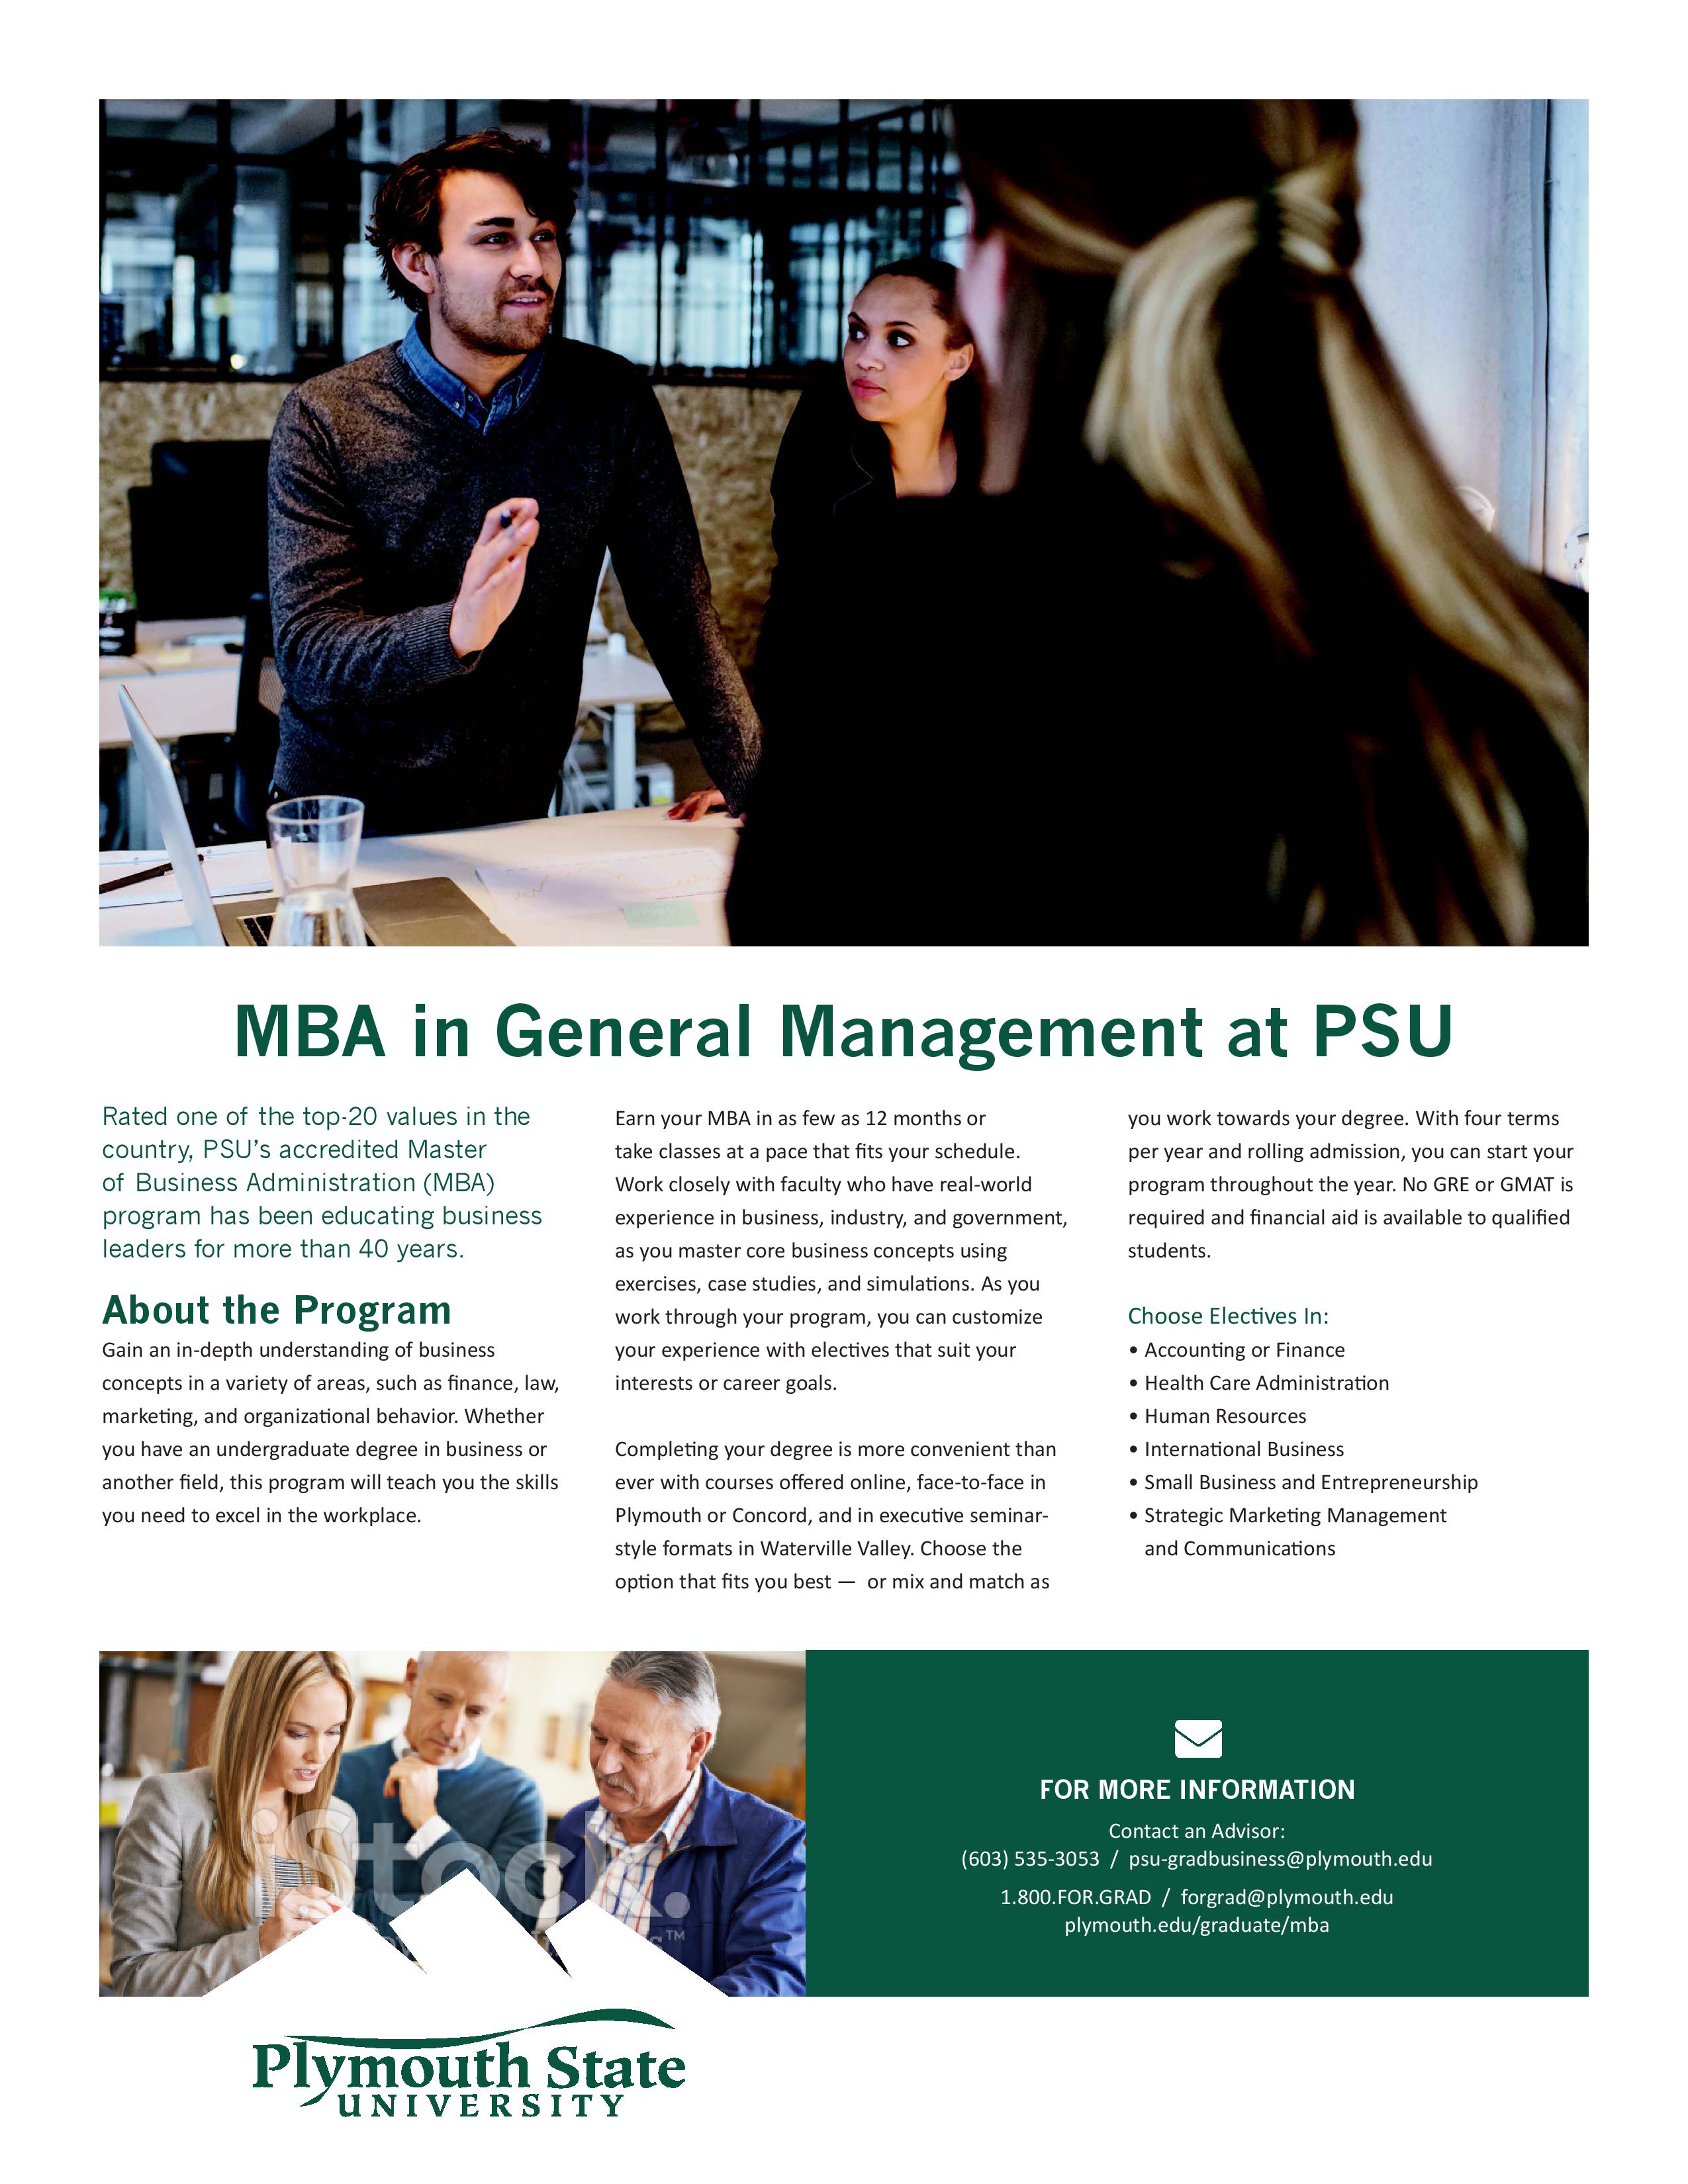 MBA in General Management at PSU
Rated one of the top-20 values in the
country, PSU’s accredited Master
of Business Administration (MBA)
program has been educating business
leaders for more than 40 years.
About the Program
Gain an in-depth understanding of business
concepts in a variety of areas, such as finance, law,
marketing, and organizational behavior. Whether
you have an undergraduate degree in business or
another field, this program will teach you the skills
you need to excel in the workplace.
Earn your MBA in as few as 12 months or
take classes at a pace that fits your schedule.
Work closely with faculty who have real-world
experience in business, industry, and government,
as you master core business concepts using
exercises, case studies, and simulations. As you
work through your program, you can customize
your experience with electives that suit your
interests or career goals.
Completing your degree is more convenient than
ever with courses offered online, face-to-face in
Plymouth or Concord, and in executive seminar-
style formats in Waterville Valley. Choose the
option that fits you best — or mix and match as
you work towards your degree. With four terms
per year and rolling admission, you can start your
program throughout the year. No GRE or GMAT is
required and financial aid is available to qualified
students.
Choose Electives In:
• Accounting or Finance
• Health Care Administration
• Human Resources
• International Business
• Small Business and Entrepreneurship
• Strategic Marketing Management
and Communications
iStock.
FOR MORE INFORMATION
Contact an Advisor:
(603) 535-3053 / psu-gradbusiness@plymouth.edu
1.800.FOR.GRAD / forgrad@plymouth.edu
plymouth.edu/graduate/mba
Plymouth State
UNIVERSITY